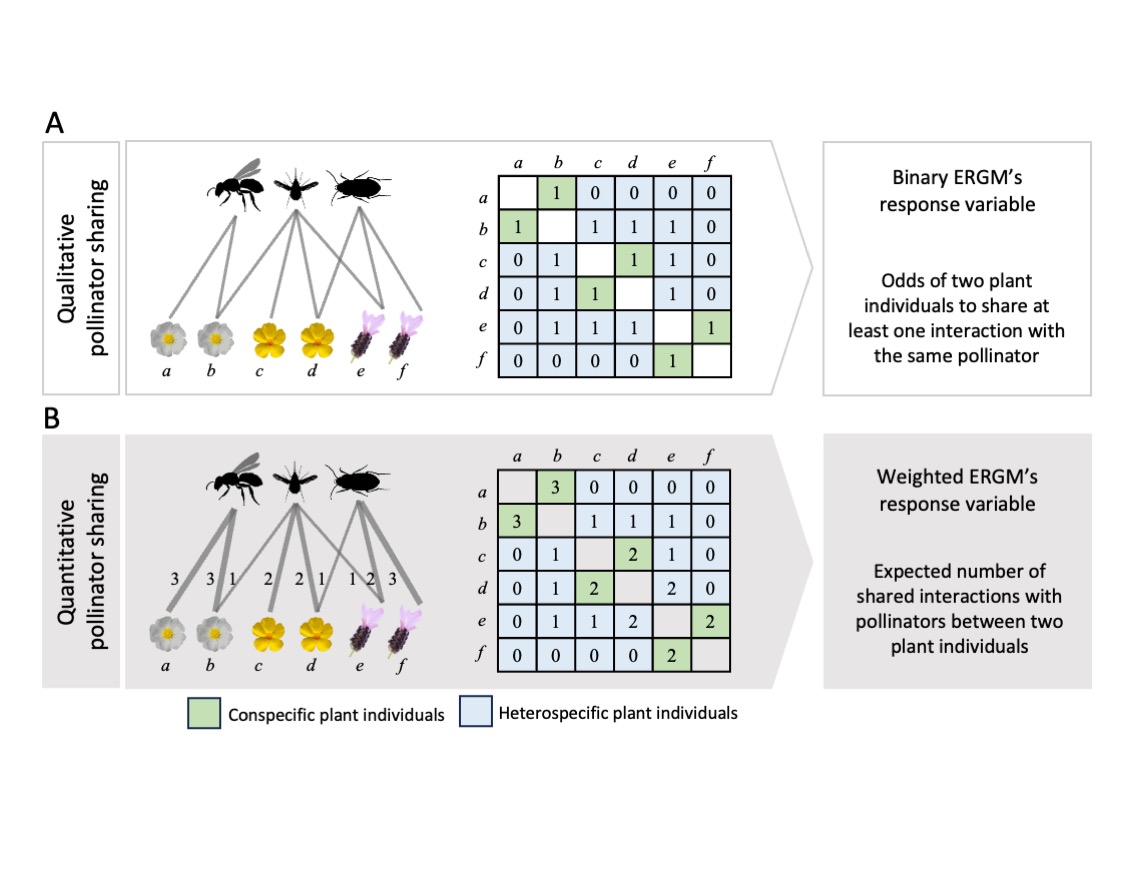 A
Qualitative
pollinator sharing
a b c d e f
a 1 0 0 0 0
b 1 1 1 1 0
c 0 1 1 1 0
d 0 1 1 1 0
e 0 1 1 1 1
f 0 0 0 0 1
a b c d e f
Binary ERGM’s
response variable
Odds of two plant
individuals to share at
least one interaction with
the same pollinator
B
Quantitative
pollinator sharing
3 3 1 2 2 1 1 2 3
a b c d e f
a b c d e f
a 3 0 0 0 0
b 3 1 1 1 0
c 0 1 2 1 0
d 0 1 2 2 0
e 0 1 1 2 2
f 0 0 0 0 2
Weighted ERGM’s
response variable
Expected number of
shared interactions with
pollinators between two
plant individuals
Conspecific plant individuals
Heterospecific plant individuals